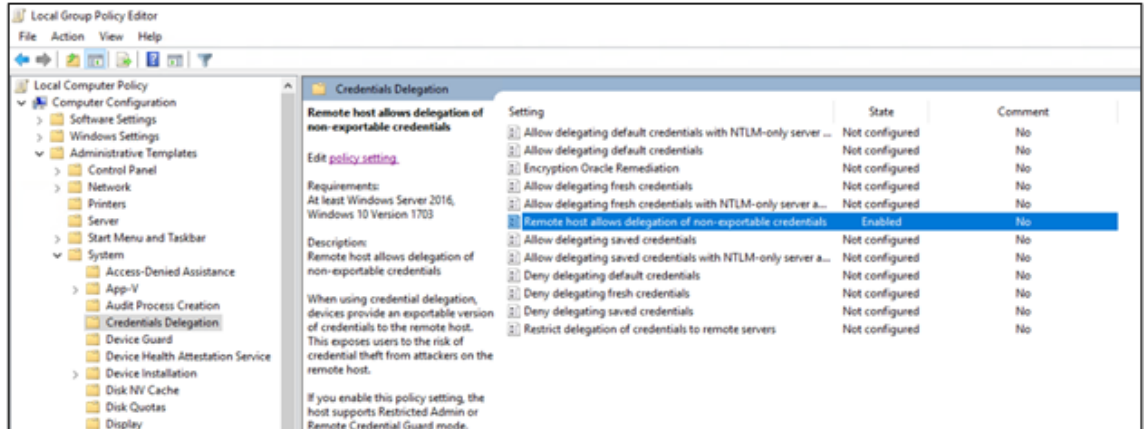 Local Group Policy Editor
File Action View Help
Local Computer Policy
Computer Configuration
Software Settings
Windows Settings
Administrative Templates
Control Panel
Network
Printers
Server
Start Menu and Taskbar
System
Access-Denied Assistance
App-V
Audit Process Creation
Credentials Delegation
Device Guard
Device Health Attestation Service
Device Installation
Disk NV Cache
Disk Quotas
Display
Credentials Delegation
Remote host allows delegation of
non-exportable credentials
Edit policy setting
Requirements:
At least Windows Server 2016,
Windows 10 Version 1703
Description:
Remote host allows delegation of
non-exportable credentials
When using credential delegation,
devices provide an exportable version
of credentials to the remote host.
This exposes users to the risk of
credential theft from attackers on the
remote host.
If you enable this policy setting, the
host supports Restricted Admin or
Remote Credential Guard mode.
Setting State Comment
Allow delegating default credentials with NTLM-only server ... Not configured No
Allow delegating default credentials Not configured No
Encryption Oracle Remediation Not configured No
Allow delegating fresh credentials Not configured No
Allow delegating fresh credentials with NTLM-only server a... Not configured No
Remote host allows delegation of non-exportable credentials Enabled No
Allow delegating saved credentials Not configured No
Allow delegating saved credentials with NTLM-only server a... Not configured No
Deny delegating default credentials Not configured No
Deny delegating fresh credentials Not configured No
Deny delegating saved credentials Not configured No
Restrict delegation of credentials to remote servers Not configured No